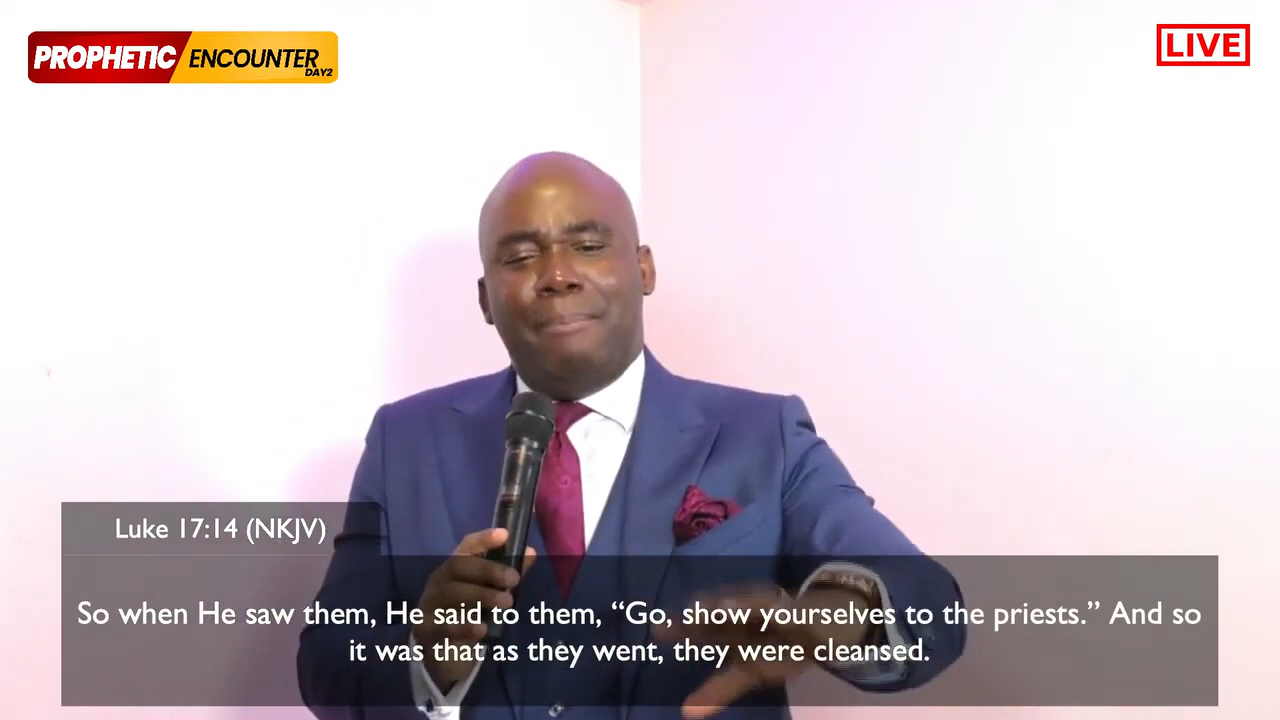 PROPHETIC ENCOUNTER
DAY2
LIVE
Luke 17:14 (NKJV)
So when He saw them, He said to them, “Go, show yourselves to the priests.” And so
it was that as they went, they were cleansed.